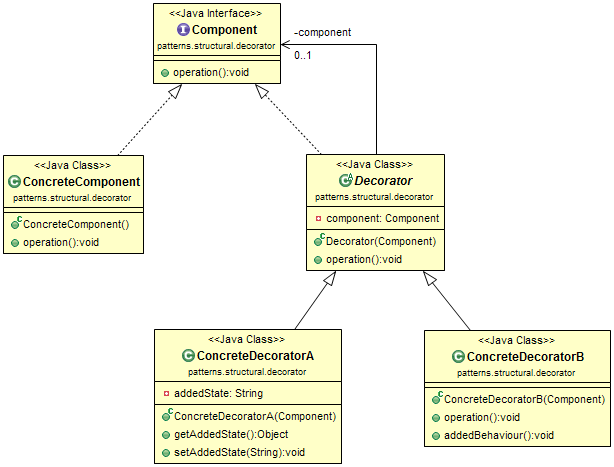 <<Java Interface>>
Component
patterns.structural.decorator
operation():void
-component
0..1
<<Java Class>>
ConcreteComponent
patterns.structural.decorator
ConcreteComponent()
operation():void
<<Java Class>>
Decorator
patterns.structural.decorator
component: Component
Decorator(Component)
operation():void
<<Java Class>>
ConcreteDecoratorA
patterns.structural.decorator
addedState: String
ConcreteDecoratorA(Component)
getAddedState():Object
setAddedState(String):void
<<Java Class>>
ConcreteDecoratorB
patterns.structural.decorator
ConcreteDecoratorB(Component)
operation():void
addedBehaviour():void